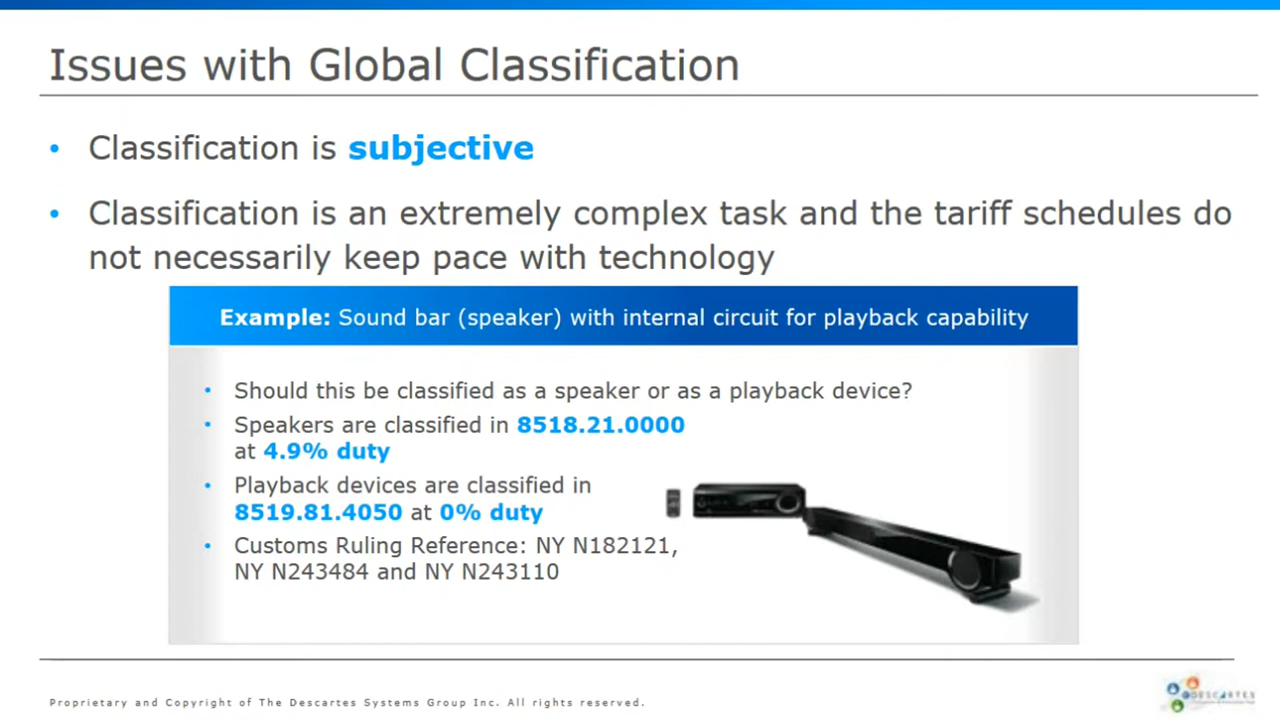 Issues with Global Classification
• Classification is subjective
• Classification is an extremely complex task and the tariff schedules do
not necessarily keep pace with technology
Example: Sound bar (speaker) with internal circuit for playback capability
• Should this be classified as a speaker or as a playback device?
• Speakers are classified in 8518.21.0000
at 4.9% duty
• Playback devices are classified in
8519.81.4050 at 0% duty
• Customs Ruling Reference: NY N182121,
NY N243484 and NY N243110
Proprietary and Copyright of The Descartes Systems Group Inc. All rights reserved.
DESCARTES